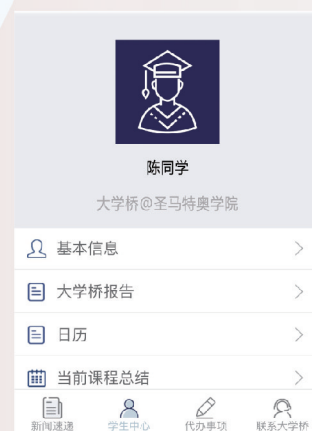 陈同学
大学桥@圣马特奥学院
基本信息
大学桥报告
日历
当前课程总结
新闻速递 学生中心 代办事项 联系大学桥